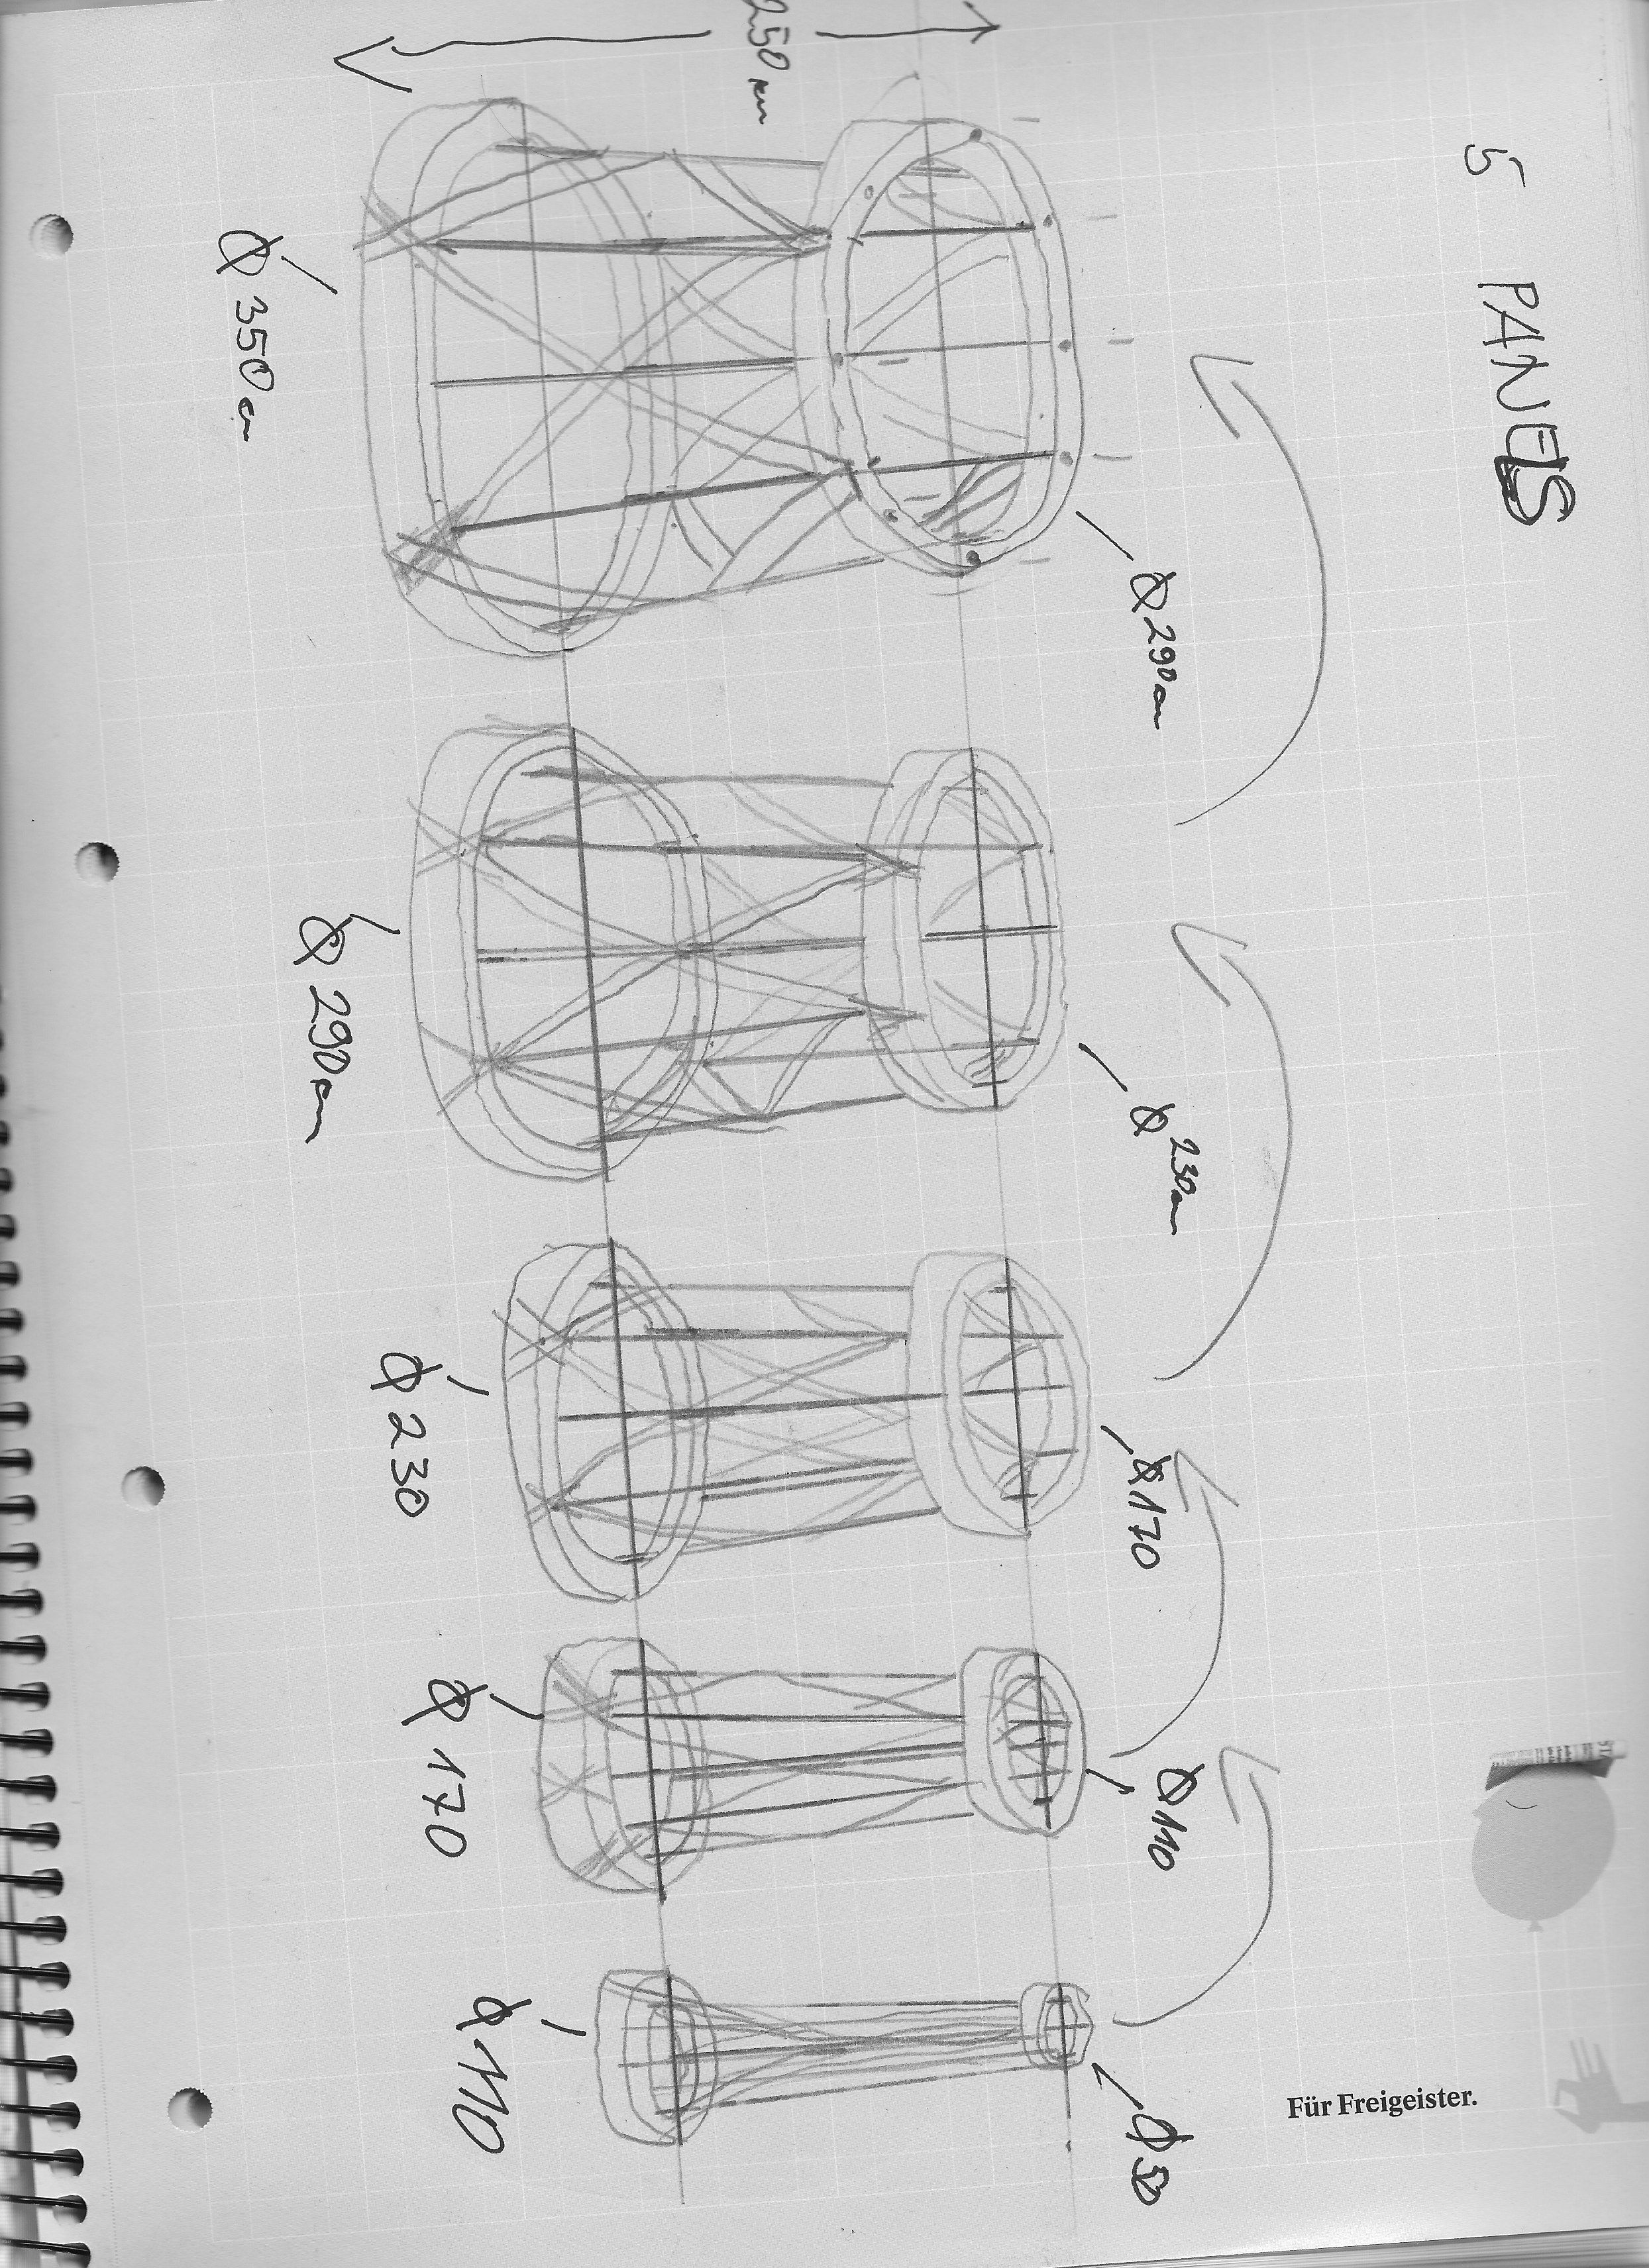 5 PANELS
250 cm
Ø 350 cm
Ø 290 cm
Ø 290 cm
Ø 230 cm
Ø 230
Ø 170
Ø 170
Ø 110
Ø 110
Ø 50
Für Freigeister.